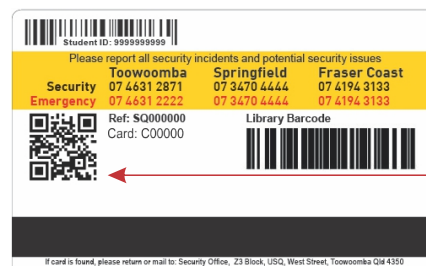 Student ID: 9999999999
Please report all security incidents and potential security issues
Toowoomba Springfield Fraser Coast
Security 07 4631 2871 07 3470 4444 07 4194 3133
Emergency 07 4631 2222 07 3470 4444 07 4194 3133
Ref: SQ000000 Library Barcode
Card: C00000
If card is found, please return or mail to: Security Office, Z3 Block, USQ, West Street, Toowoomba Qld 4350